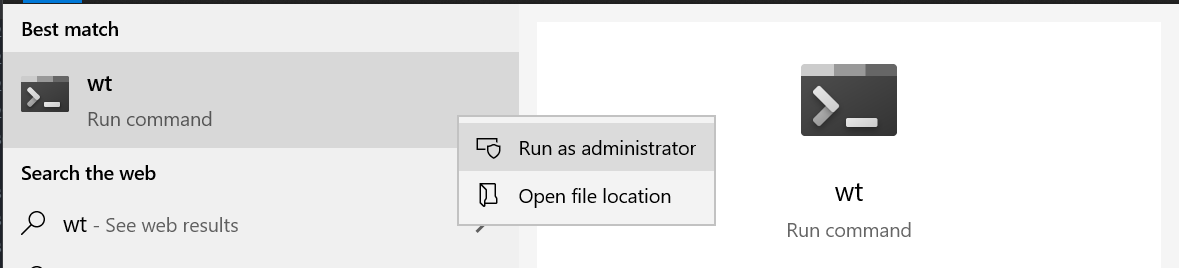 Best match
wt
Run command
Search the web
wt - See web results
Run as administrator
Open file location
wt
Run command